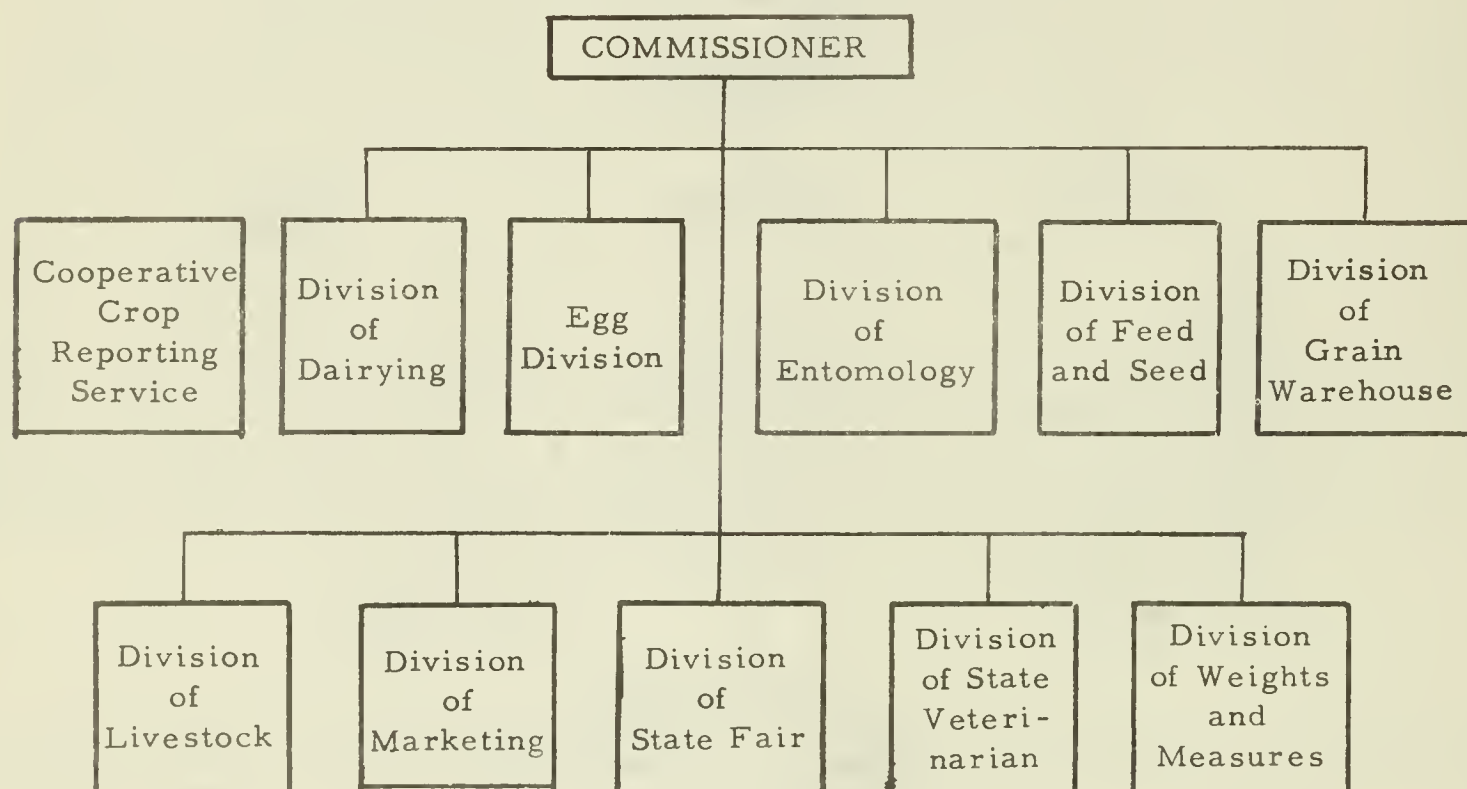 COMMISSIONER
Cooperative
Crop
Reporting
Service
Division
of
Dairying
Egg
Division
Division
of
Entomology
Division
of Feed
and Seed
Division
of
Grain
Warehouse
Division
of
Livestock
Division
of
Marketing
Division
of
State Fair
Division
of State
Veteri-
narian
Division
of Weights
and
Measures